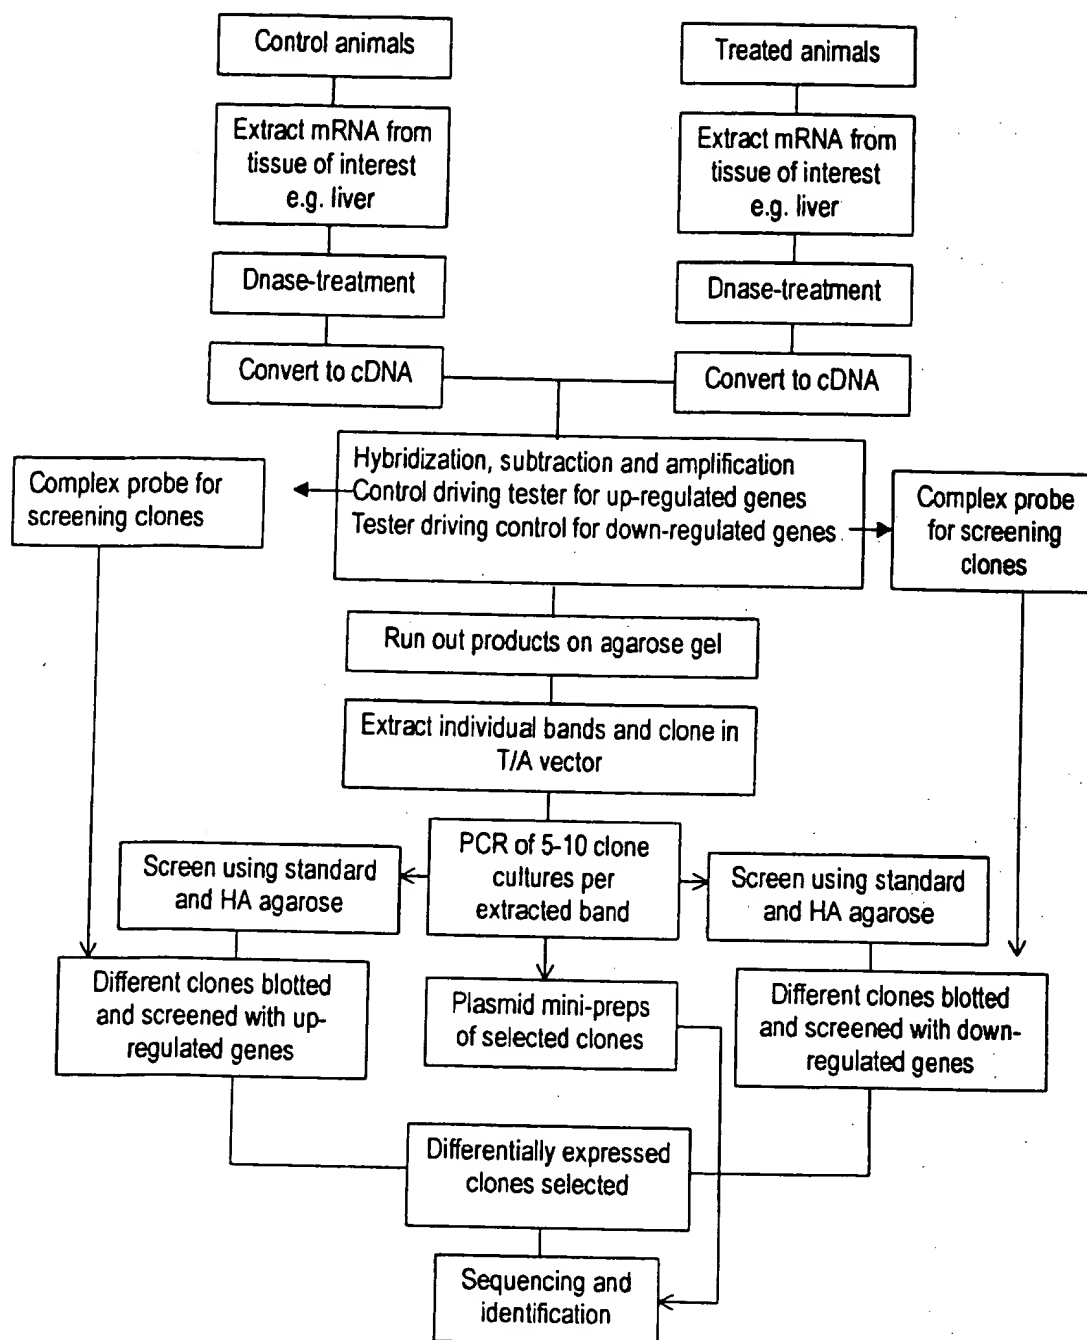 Control animals
Treated animals
Extract mRNA from
tissue of interest
e.g. liver
Extract mRNA from
tissue of interest
e.g. liver
Dnase-treatment
Dnase-treatment
Convert to cDNA
Convert to cDNA
Complex probe for
screening clones
Hybridization, subtraction and amplification
Control driving tester for up-regulated genes
Tester driving control for down-regulated genes
Complex probe
for screening
clones
Run out products on agarose gel
Extract individual bands and clone in
T/A vector
Screen using standard
and HA agarose
PCR of 5-10 clone
cultures per
extracted band
Screen using standard
and HA agarose
Different clones blotted
and screened with up-
regulated genes
Plasmid mini-preps
of selected clones
Different clones blotted
and screened with down-
regulated genes
Differentially expressed
clones selected
Sequencing and
identification